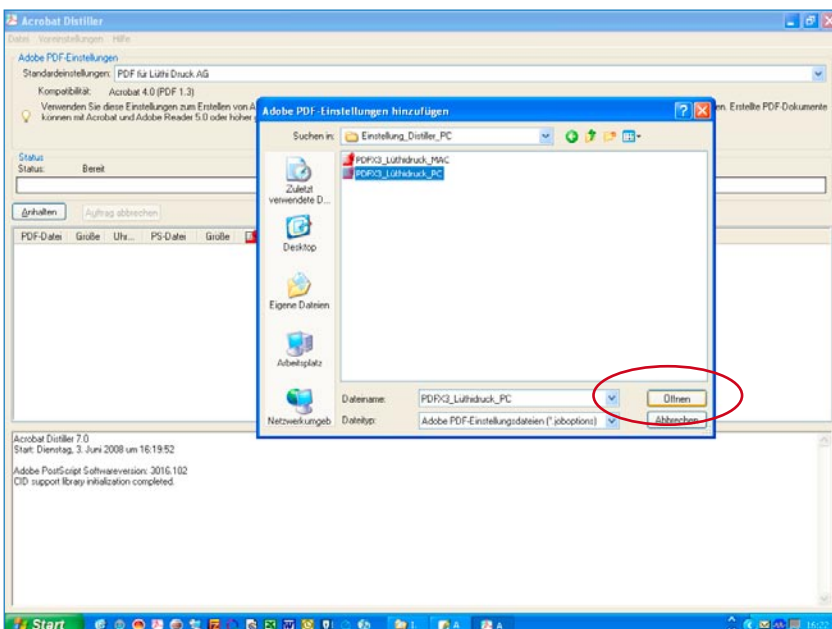 Acrobat Distiller
Datei Voreinstellungen Hilfe
Adobe PDF-Einstellungen
Standardeinstellungen: PDF für Lüthi Druck AG
Kompatibilität: Acrobat 4.0 (PDF 1.3)
Verwenden Sie diese Einstellungen zum Erstellen von A
en. Erstellte PDF-Dokumente
können mit Acrobat und Adobe Reader 5.0 oder höher
Status
Status: Bereit
Anhalten Auftrag abbrechen
PDF-Datei Größe Uhr... PS-Datei Größe
Adobe PDF-Einstellungen hinzufügen
Suchen in: Einstellung_Distiller_PC
PDFX3_Lüthidruck_MAC
PDFX3_Lüthidruck_PC
Zuletzt
verwendete D...
Desktop
Eigene Dateien
Arbeitsplatz
Netzwerkumgeb
Dateiname: PDFX3_Lüthidruck_PC Öffnen
Dateityp: Adobe PDF-Einstellungsdateien (*.joboptions) Abbrechen
Acrobat Distiller 7.0
Start: Dienstag, 3. Juni 2008 um 16:19:52
Adobe PostScript Softwareversion: 3016.102
CID support library initialization completed.
Start 16:22